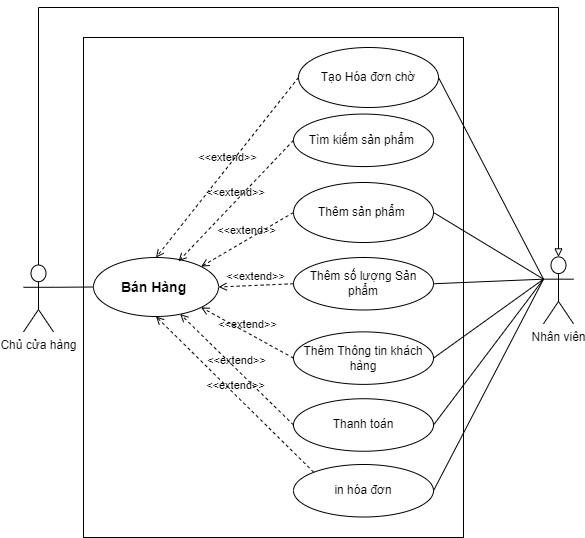 Tạo Hóa đơn chờ
Tìm kiếm sản phẩm
<<extend>>
<<extend>>
Thêm sản phẩm
<<extend>>
Bán Hàng
<<extend>>
Thêm số lượng Sản
phẩm
Chủ cửa hàng
Nhân viên
<<extend>>
Thêm Thông tin khách
hàng
<<extend>>
<<extend>>
Thanh toán
in hóa đơn